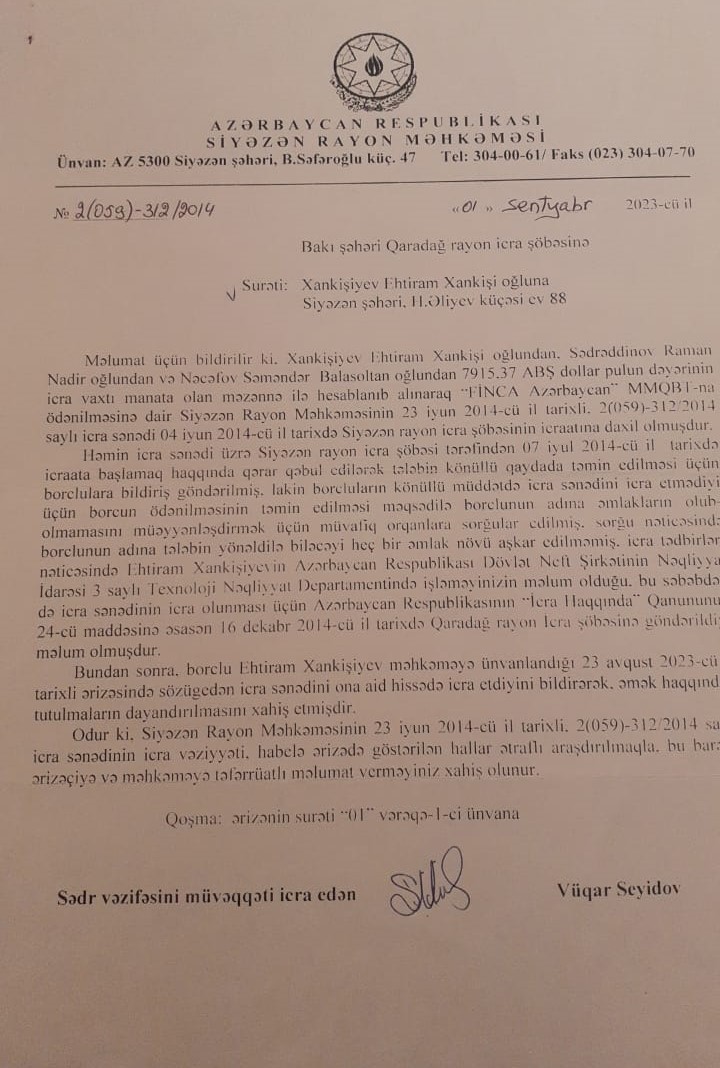 AZƏRBAYCAN RESPUBLİKASI
SİYƏZƏN RAYON MƏHKƏMƏSİ
Ünvan: AZ 5300 Siyəzən şəhəri, B.Səfəroğlu küç. 47 Tel: 304-00-61/ Faks (023) 304-07-70
№ 2(059)-312/2014 «01» sentyabr 2023-cü il
Bakı şəhəri Qaradağ rayon icra şöbəsinə
Surəti: Xankişiyev Ehtiram Xankişi oğluna
Siyəzən şəhəri, H.Əliyev küçəsi ev 88
Məlumat üçün bildirilir ki, Xankişiyev Ehtiram Xankişi oğlundan, Sədrəddinov Raman
Nadir oğlundan və Nəcəfov Səməndər Balasoltan oğlundan 7915.37 ABŞ dollar pulun dəyərinin
icra vaxtı manata olan məzənnə ilə hesablanıb alınaraq "FİNCA Azərbaycan" MMQBT-na
ödənilməsinə dair Siyəzən Rayon Məhkəməsinin 23 iyun 2014-cü il tarixli, 2(059)-312/2014
saylı icra sənədi 04 iyun 2014-cü il tarixdə Siyəzən rayon icra şöbəsinin icraatına daxil olmuşdur.
Həmin icra sənədi üzrə Siyəzən rayon icra şöbəsi tərəfindən 07 iyul 2014-cü il tarixdə
icraata başlamaq haqqında qərar qəbul edilərək tələbin könüllü qaydada təmin edilməsi üçün
borclulara bildiriş göndərilmiş, lakin borcluların könüllü müddətdə icra sənədini icra etmədiyi
üçün borcun ödənilməsinin təmin edilməsi məqsədilə borclunun adına əmlakların olub-
olmamasını müəyyənləşdirmək üçün müvafiq orqanlara sorğular edilmiş, sorğu nəticəsində
borclunun adına tələbin yönəldilə biləcəyi heç bir əmlak növü aşkar edilməmiş, icra tədbirlər
nəticəsində Ehtiram Xankişiyevin Azərbaycan Respublikası Dövlət Neft Şirkətinin Nəqliyya
İdarəsi 3 saylı Texnoloji Nəqliyyat Departamentində işləməyinizin məlum olduğu, bu səbəbdə
də icra sənədinin icra olunması üçün Azərbaycan Respublikasının "İcra Haqqında" Qanununu
24-cü maddəsinə əsasən 16 dekabr 2014-cü il tarixdə Qaradağ rayon İcra şöbəsinə göndərildi
məlum olmuşdur.
Bundan sonra, borclu Ehtiram Xankişiyev məhkəməyə ünvanlandığı 23 avqust 2023-cü
tarixli ərizəsində sözügedən icra sənədini ona aid hissədə icra etdiyini bildirərək, əmək haqqınd
tutulmaların dayandırılmasını xahiş etmişdir.
Odur ki, Siyəzən Rayon Məhkəməsinin 23 iyun 2014-cü il tarixli, 2(059)-312/2014 sa
icra sənədinin icra vəziyyəti, habelə ərizədə göstərilən hallar ətraflı araşdırılmaqla, bu barə
ərizəçiyə və məhkəməyə təfərrüatlı məlumat verməyiniz xahiş olunur.
Qoşma: ərizənin surəti "01" vərəqə-1-ci ünvana
Sədr vəzifəsini müvəqqəti icra edən Vüqar Seyidov